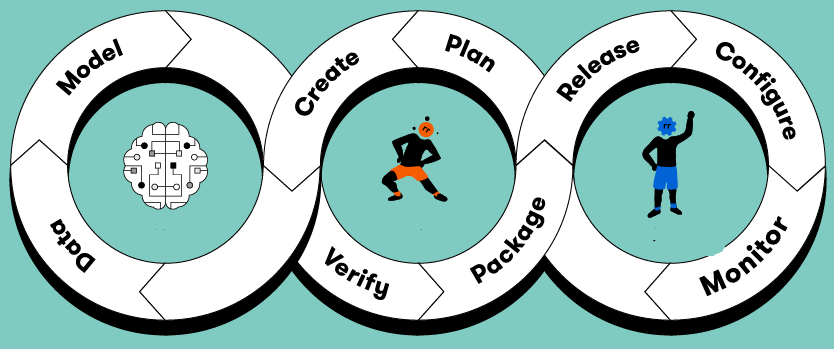 Model
Data
Create
Plan
Verify
Package
Release
Configure
Monitor